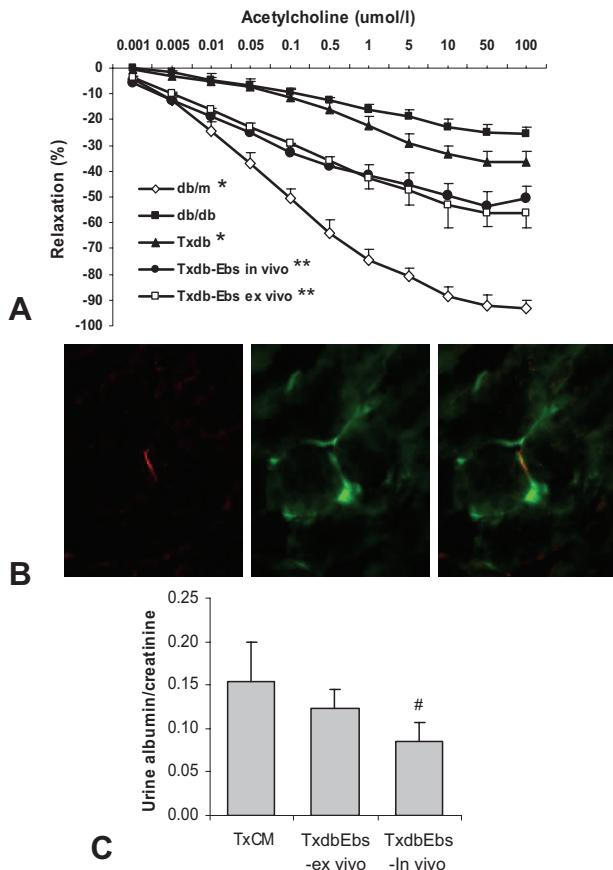 Acetylcholine (umol/l)
0.001 0.005 0.01 0.05 0.1 0.5 1 5 10 50 100
0
-10
-20
-30
-40
-50
-60
-70
-80
-90
-100
Relaxation (%)
db/m *
db/db
Txdb *
Txdb-Ebs in vivo **
Txdb-Ebs ex vivo **
A
B
0.25
0.20
0.15
0.10
0.05
0.00
Urine albumin/creatinine
#
TxCM TxdbEbs TxdbEbs
-ex vivo -In vivo
C